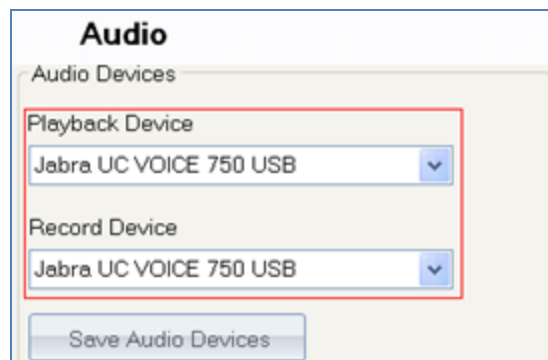 Audio
Audio Devices
Playback Device
Jabra UC VOICE 750 USB
Record Device
Jabra UC VOICE 750 USB
Save Audio Devices